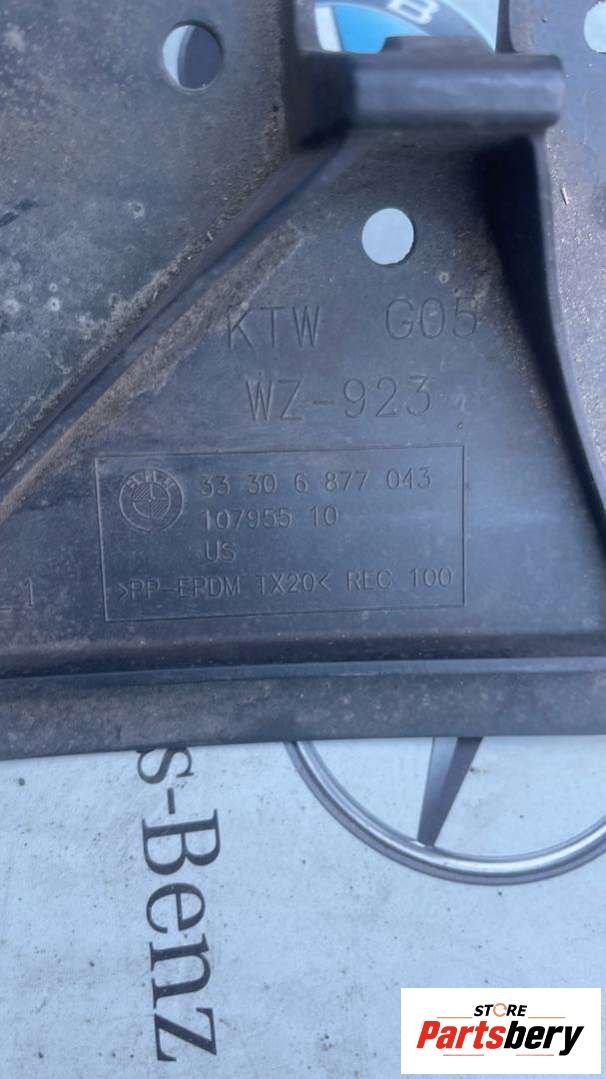 B
KTW G05
WZ-923
33 30 6 877 043
107955 10
US
>PP-EPDM TX20< REC 100
1
s-Benz
STORE
Partsbery